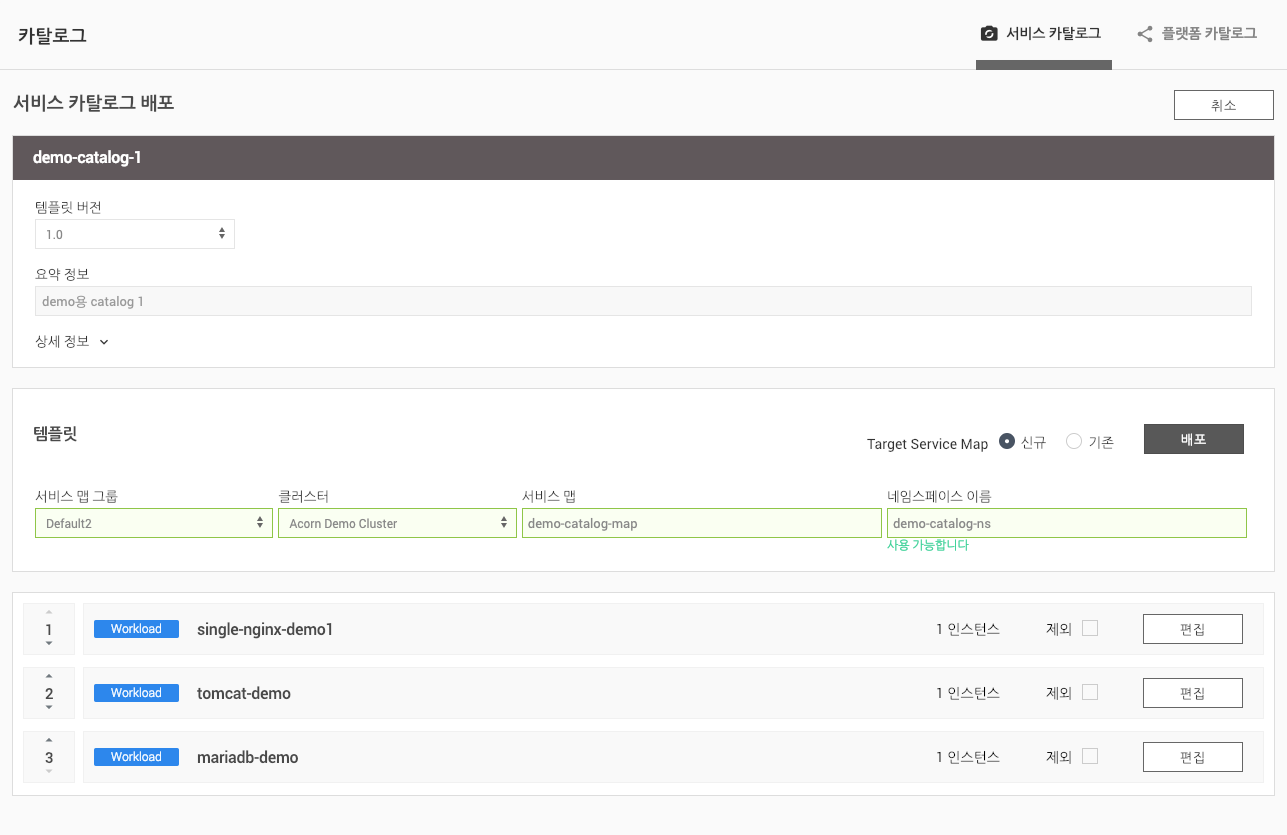 카탈로그
서비스 카탈로그
플랫폼 카탈로그
서비스 카탈로그 배포
취소
demo-catalog-1
템플릿 버전
1.0
요약 정보
demo용 catalog 1
상세 정보
템플릿
Target Service Map
신규
기존
배포
서비스 맵 그룹
클러스터
서비스 맵
네임스페이스 이름
Default2
Acorn Demo Cluster
demo-catalog-map
demo-catalog-ns
사용 가능합니다
1 Workload single-nginx-demo1 1 인스턴스 제외 편집
2 Workload tomcat-demo 1 인스턴스 제외 편집
3 Workload mariadb-demo 1 인스턴스 제외 편집